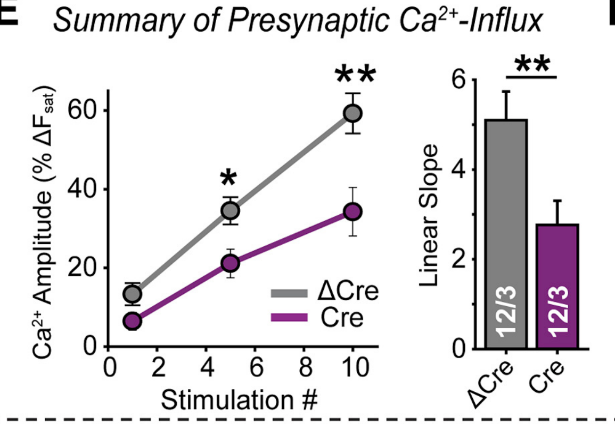 E
Summary of Presynaptic Ca²⁺-Influx
Ca²⁺ Amplitude (% ΔFsat)
60
40
20
0
*
**
ΔCre
Cre
0 2 4 6 8 10
Stimulation #
Linear Slope
6
4
2
0
**
12/3
12/3
ΔCre
Cre